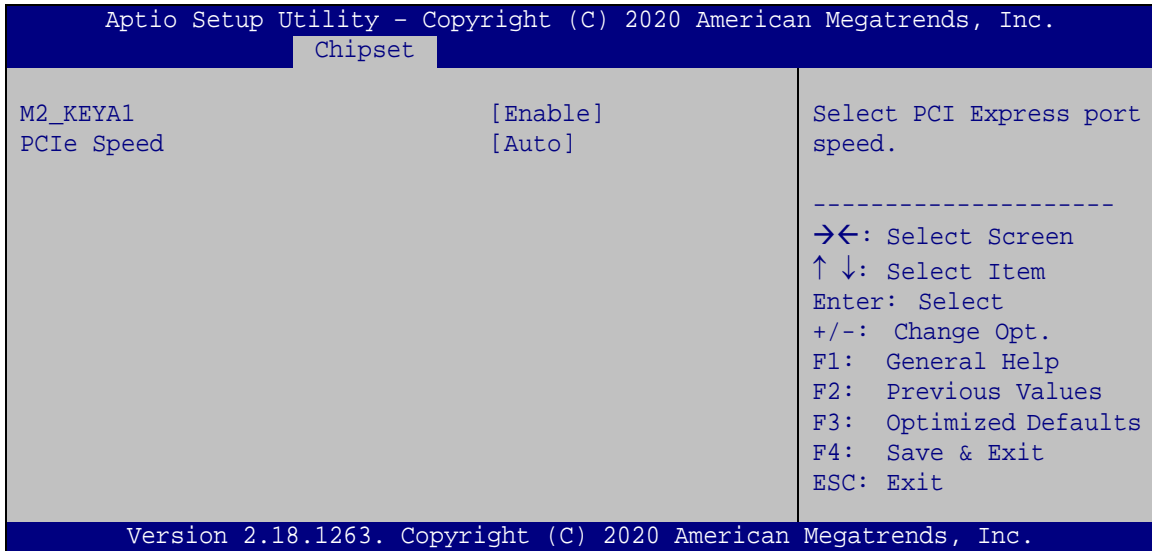 Aptio Setup Utility – Copyright (C) 2020 American Megatrends, Inc.
Chipset
M2_KEYA1 [Enable]
PCIe Speed [Auto]
Select PCI Express port
speed.
----------------------
→←: Select Screen
↑ ↓: Select Item
Enter: Select
+/-: Change Opt.
F1: General Help
F2: Previous Values
F3: Optimized Defaults
F4: Save & Exit
ESC: Exit
Version 2.18.1263. Copyright (C) 2020 American Megatrends, Inc.